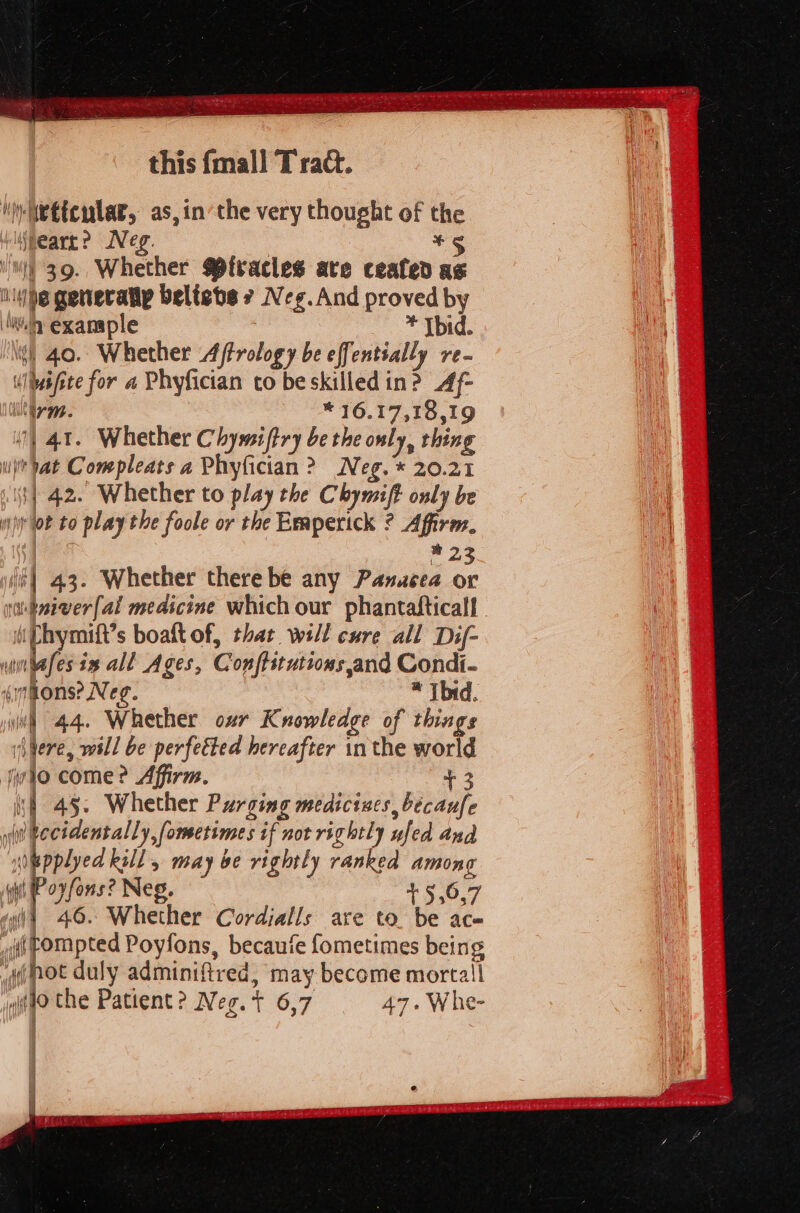 this ſmall Tract.
rticular, as, in the very thought of the
heart? Neg. * 5
39. Whether Miracles are ceaſed as
generally believe? Neg. And proved by
example * Ibid.
40. Whether Aſtrology be eſſentially re-
quiſite for a Phyſician to be skilled in? Af-
firm. * 16.17,18,19
41. Whether Chymiſtry be the only, thing
that Compleats a Phyſician? Neg. * 20.21
42. Whether to play the Chymiſt only be
not to play the foole or the Emperick? Affirm.
* 23
43. Whether there be any Panacea or
univerſal medicine which our phantaſticall
Chymiſt's boaſt of, that will cure all Diſ-
eaſes in all Ages, Conſtitutions, and Condi-
tions? Neg. * Ibid.
44. Whether our Knowledge of things
here, will be perfected hereafter in the world
to come? Affirm. † 3
45. Whether Purging medicines, becauſe
accidentally, ſometimes if not rightly uſed and
applyed kill, may be rightly ranked among
Poyſons? Neg. † 5,6,7
46. Whether Cordialls are to be ac-
compted Poyſons, becauſe ſometimes being
not duly adminiſtred, may become mortall
to the Patient? Neg. † 6,7 47. Whe-